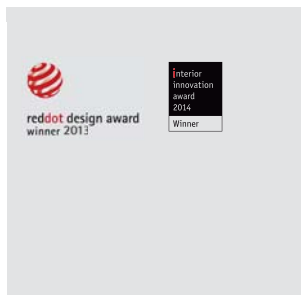 reddot design award
winner 2013
interior
innovation
award
2014
Winner